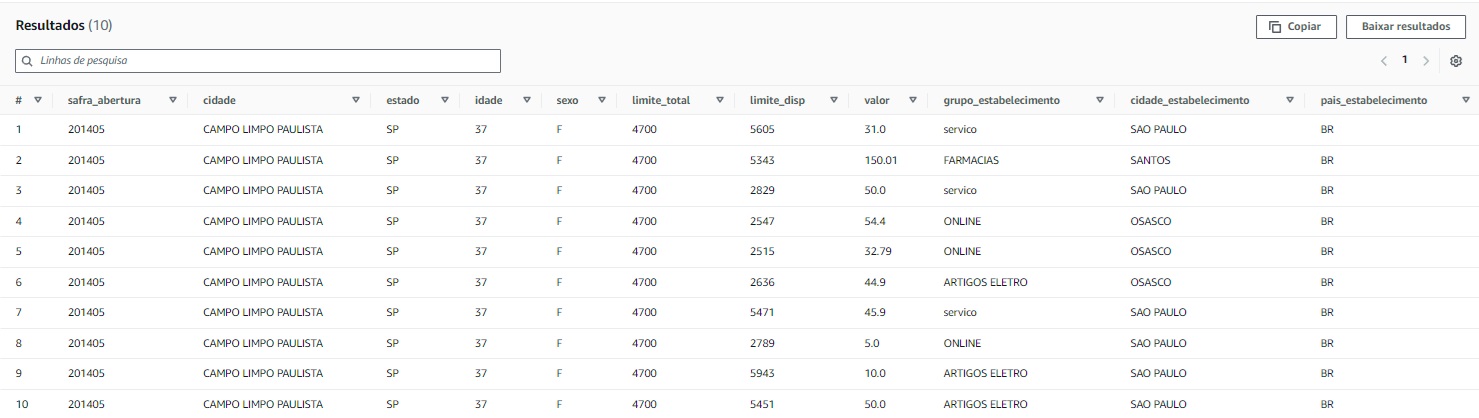 Resultados (10)
Copiar
Baixar resultados
Linhas de pesquisa
1
# safra_abertura cidade estado idade sexo limite_total limite_disp valor grupo_estabelecimento cidade_estabelecimento pais_estabelecimento
1 201405 CAMPO LIMPO PAULISTA SP 37 F 4700 5605 31.0 servico SAO PAULO BR
2 201405 CAMPO LIMPO PAULISTA SP 37 F 4700 5343 150.01 FARMACIAS SANTOS BR
3 201405 CAMPO LIMPO PAULISTA SP 37 F 4700 2829 50.0 servico SAO PAULO BR
4 201405 CAMPO LIMPO PAULISTA SP 37 F 4700 2547 54.4 ONLINE OSASCO BR
5 201405 CAMPO LIMPO PAULISTA SP 37 F 4700 2515 32.79 ONLINE OSASCO BR
6 201405 CAMPO LIMPO PAULISTA SP 37 F 4700 2636 44.9 ARTIGOS ELETRO OSASCO BR
7 201405 CAMPO LIMPO PAULISTA SP 37 F 4700 5471 45.9 servico SAO PAULO BR
8 201405 CAMPO LIMPO PAULISTA SP 37 F 4700 2789 5.0 ONLINE SAO PAULO BR
9 201405 CAMPO LIMPO PAULISTA SP 37 F 4700 5943 10.0 ARTIGOS ELETRO SAO PAULO BR
10 201405 CAMPO LIMPO PAULISTA SP 37 F 4700 5451 50.0 ARTIGOS ELETRO SAO PAULO BR